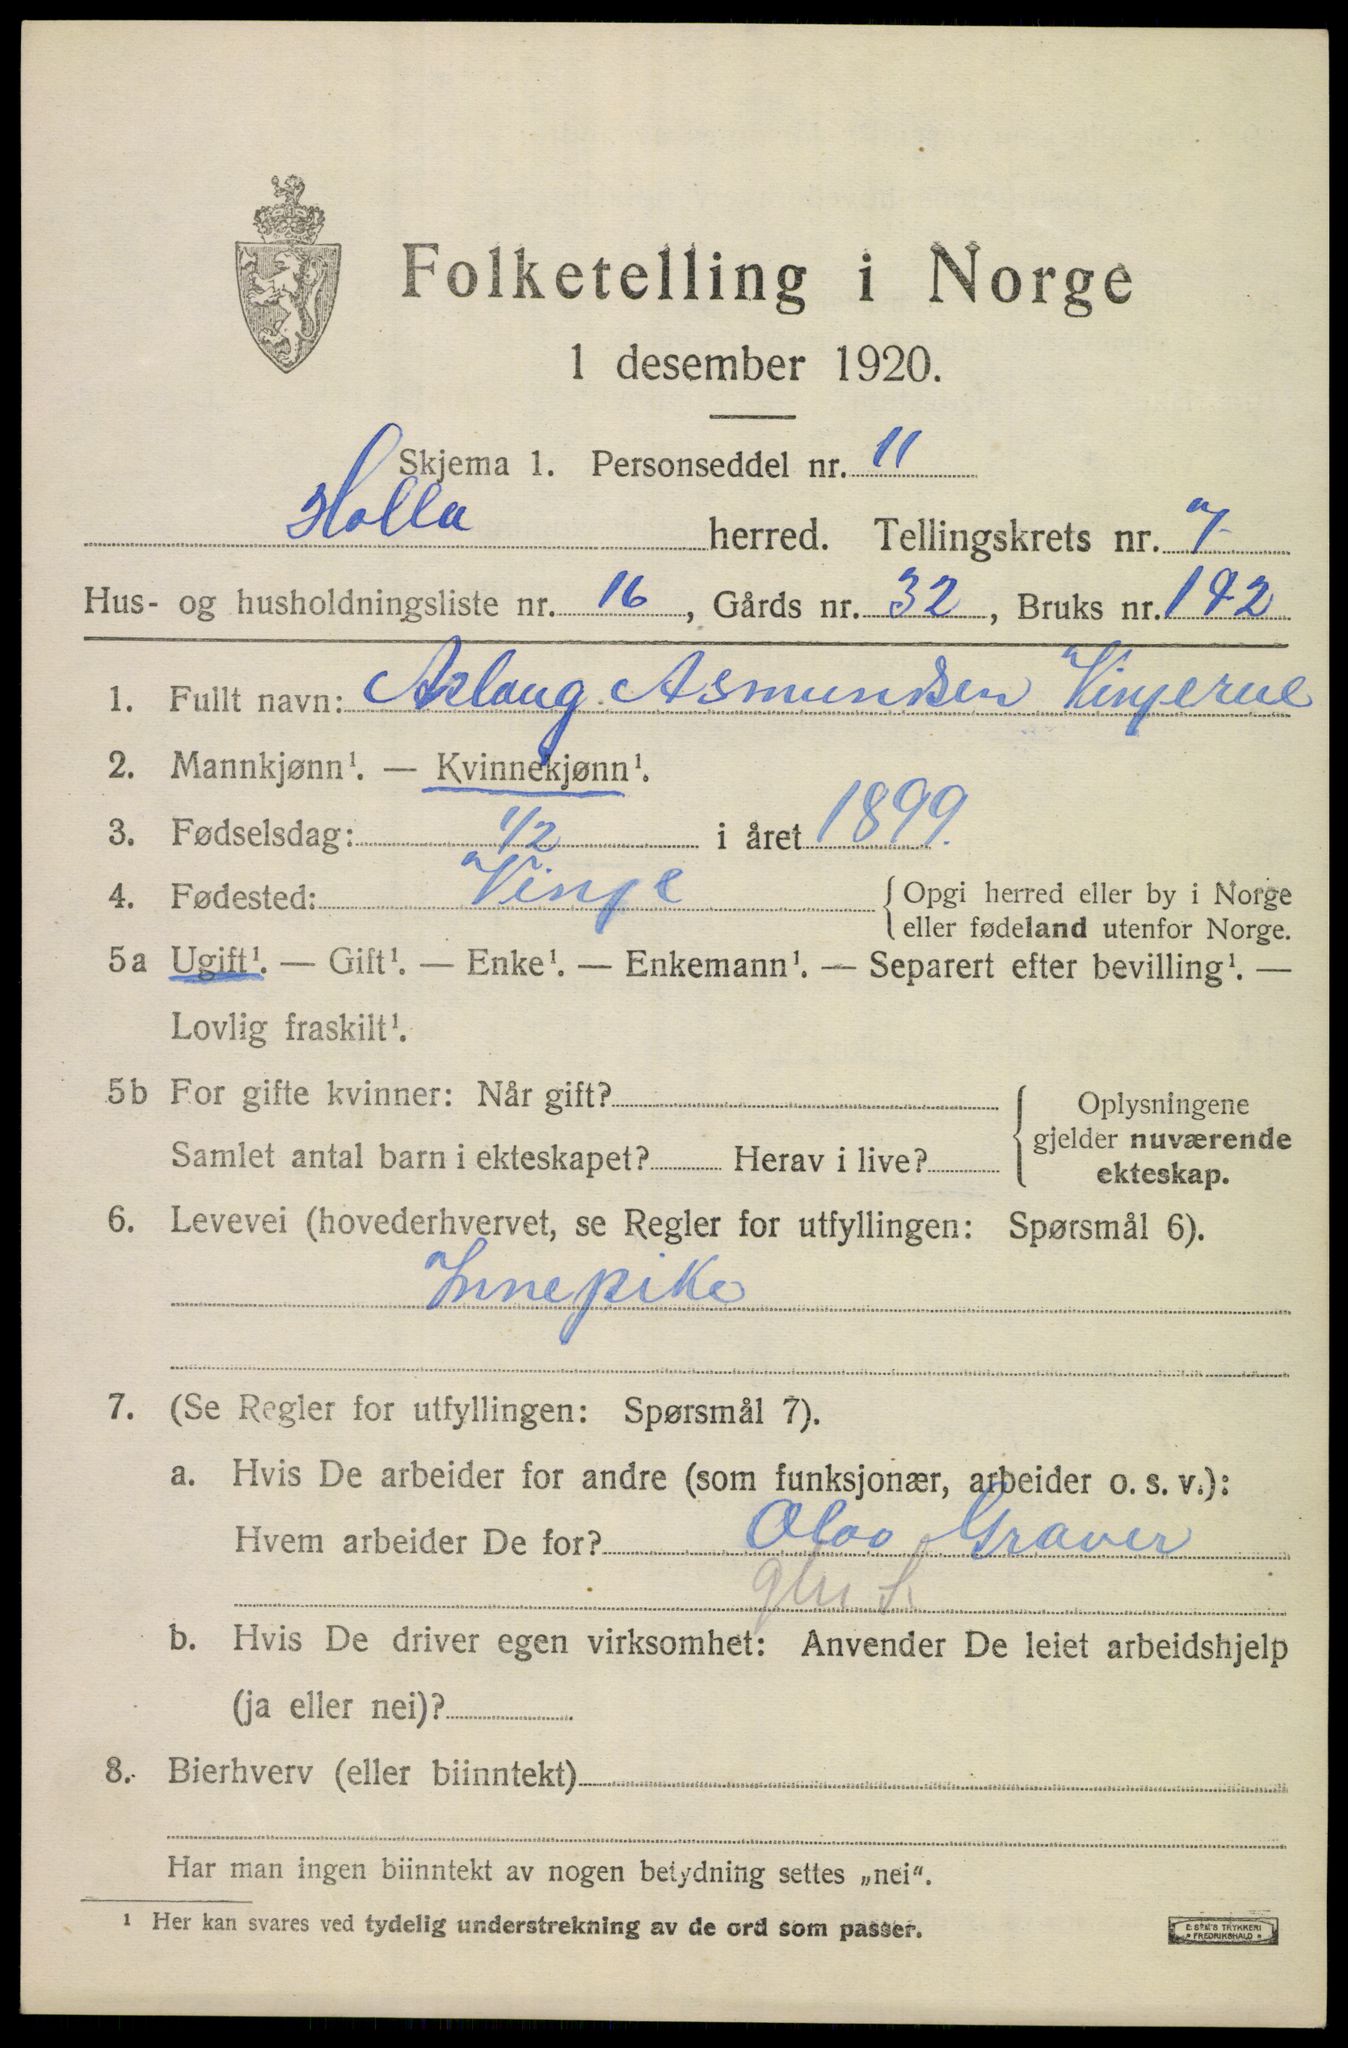 Folketelling i Norge
1 desember 1920.
Skjema 1. Personseddel nr. 11
Holla herred. Tellingskrets nr. 7
Hus- og husholdningsliste nr. 16, Gårds nr. 32, Bruks nr. 142
1. Fullt navn: Aslaug Asmundsen Vinjerue
2. Mannkjønn¹. — Kvinnekjønn¹.
3. Fødselsdag: 1/2 i året 1899.
4. Fødested: Vinje {Opgi herred eller by i Norge
eller fødeland utenfor Norge.
5a Ugift¹. — Gift¹. — Enke¹. — Enkemann¹. — Separert efter bevilling¹. —
Lovlig fraskilt¹.
5b For gifte kvinner: Når gift?
Samlet antal barn i ekteskapet? Herav i live?
Oplysningene
gjelder nuværende
ekteskap.
6. Levevei (hovederhvervet, se Regler for utfyllingen: Spørsmål 6).
Innepike
7. (Se Regler for utfyllingen: Spørsmål 7).
a. Hvis De arbeider for andre (som funksjonær, arbeider o. s. v.):
Hvem arbeider De for? Olav Graver
b. Hvis De driver egen virksomhet: Anvender De leiet arbeidshjelp
(ja eller nei)?
8. Bierhverv (eller biinntekt)
Har man ingen biinntekt av nogen betydning settes „nei“.
¹ Her kan svares ved tydelig understrekning av de ord som passer.
E. SEM'S TRYKKERI
* FREDRIKSHALD *